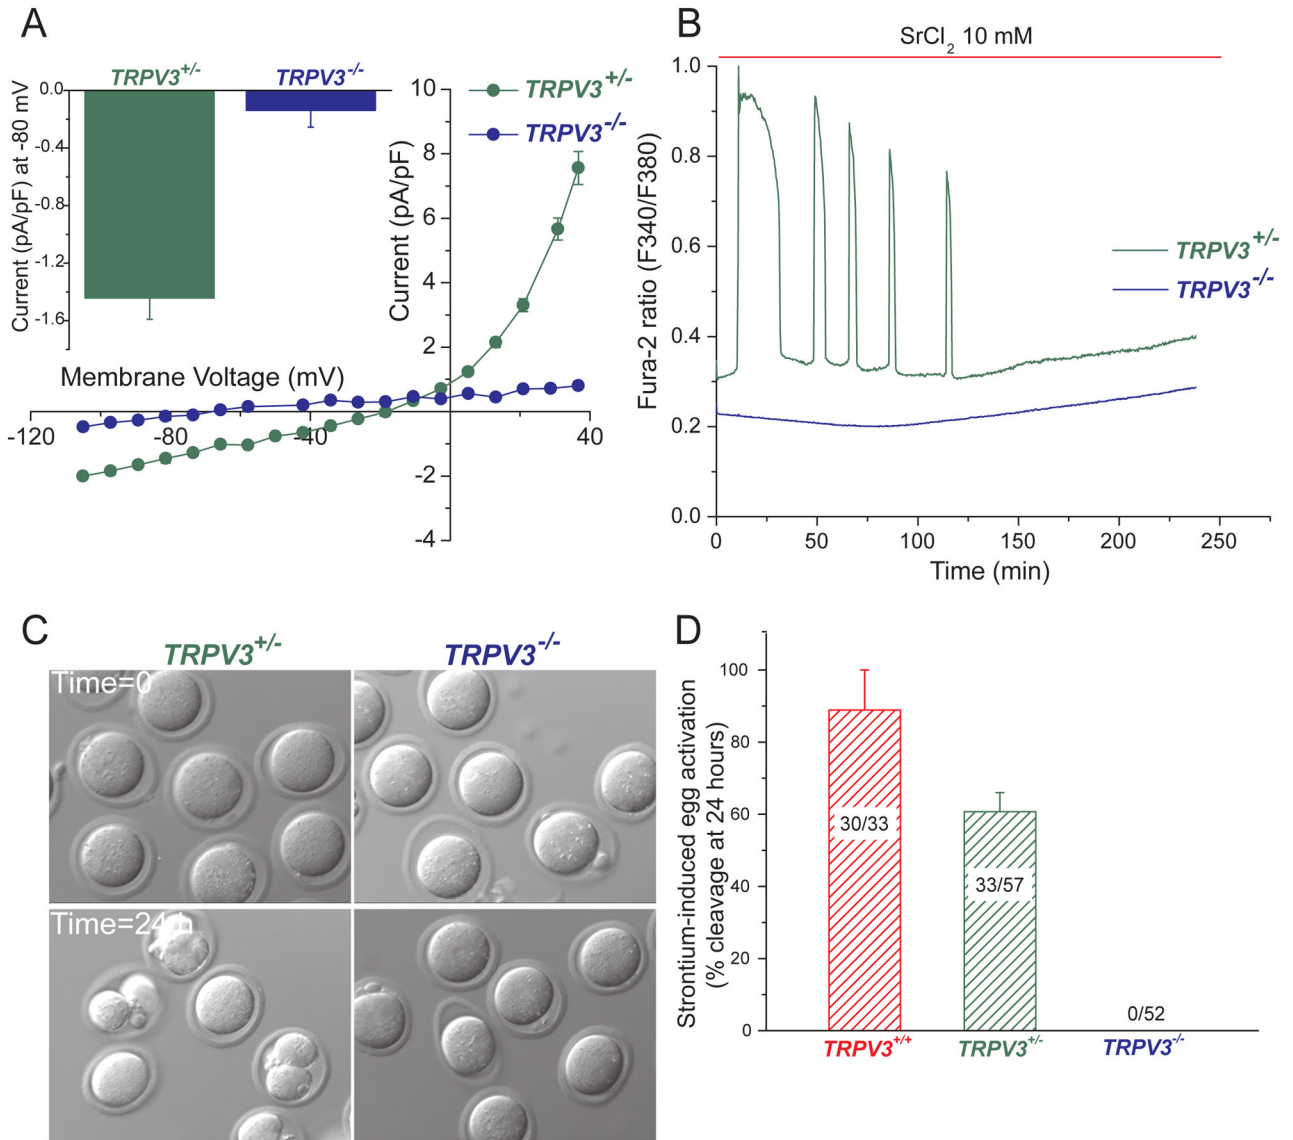 A
TRPV3+/-
TRPV3-/-
0.0
-0.4
-0.8
-1.2
-1.6
Current (pA/pF) at -80 mV
TRPV3+/-
TRPV3-/-
10
8
6
4
2
-2
-4
Current (pA/pF)
Membrane Voltage (mV)
-120
-80
-40
40
B
SrCl2 10 mM
1.0
0.8
0.6
0.4
0.2
0.0
Fura-2 ratio (F340/F380)
TRPV3+/-
TRPV3-/-
0
50
100
150
200
250
Time (min)
C
TRPV3+/-
TRPV3-/-
Time=0
Time=24 h
D
100
80
60
40
20
0
Strontium-induced egg activation
(% cleavage at 24 hours)
30/33
33/57
0/52
TRPV3+/+
TRPV3+/-
TRPV3-/-